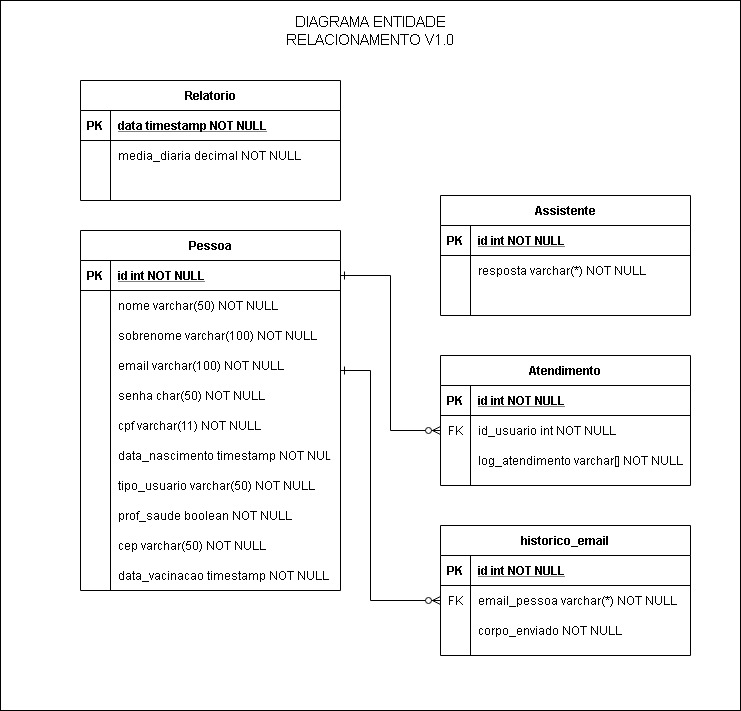 DIAGRAMA ENTIDADE
RELACIONAMENTO V1.0
Relatorio
PK data timestamp NOT NULL
media_diaria decimal NOT NULL
Pessoa
PK id int NOT NULL
nome varchar(50) NOT NULL
sobrenome varchar(100) NOT NULL
email varchar(100) NOT NULL
senha char(50) NOT NULL
cpf varchar(11) NOT NULL
data_nascimento timestamp NOT NUL
tipo_usuario varchar(50) NOT NULL
prof_saude boolean NOT NULL
cep varchar(50) NOT NULL
data_vacinacao timestamp NOT NULL
Assistente
PK id int NOT NULL
resposta varchar(*) NOT NULL
Atendimento
PK id int NOT NULL
FK id_usuario int NOT NULL
log_atendimento varchar[] NOT NULL
historico_email
PK id int NOT NULL
FK email_pessoa varchar(*) NOT NULL
corpo_enviado NOT NULL